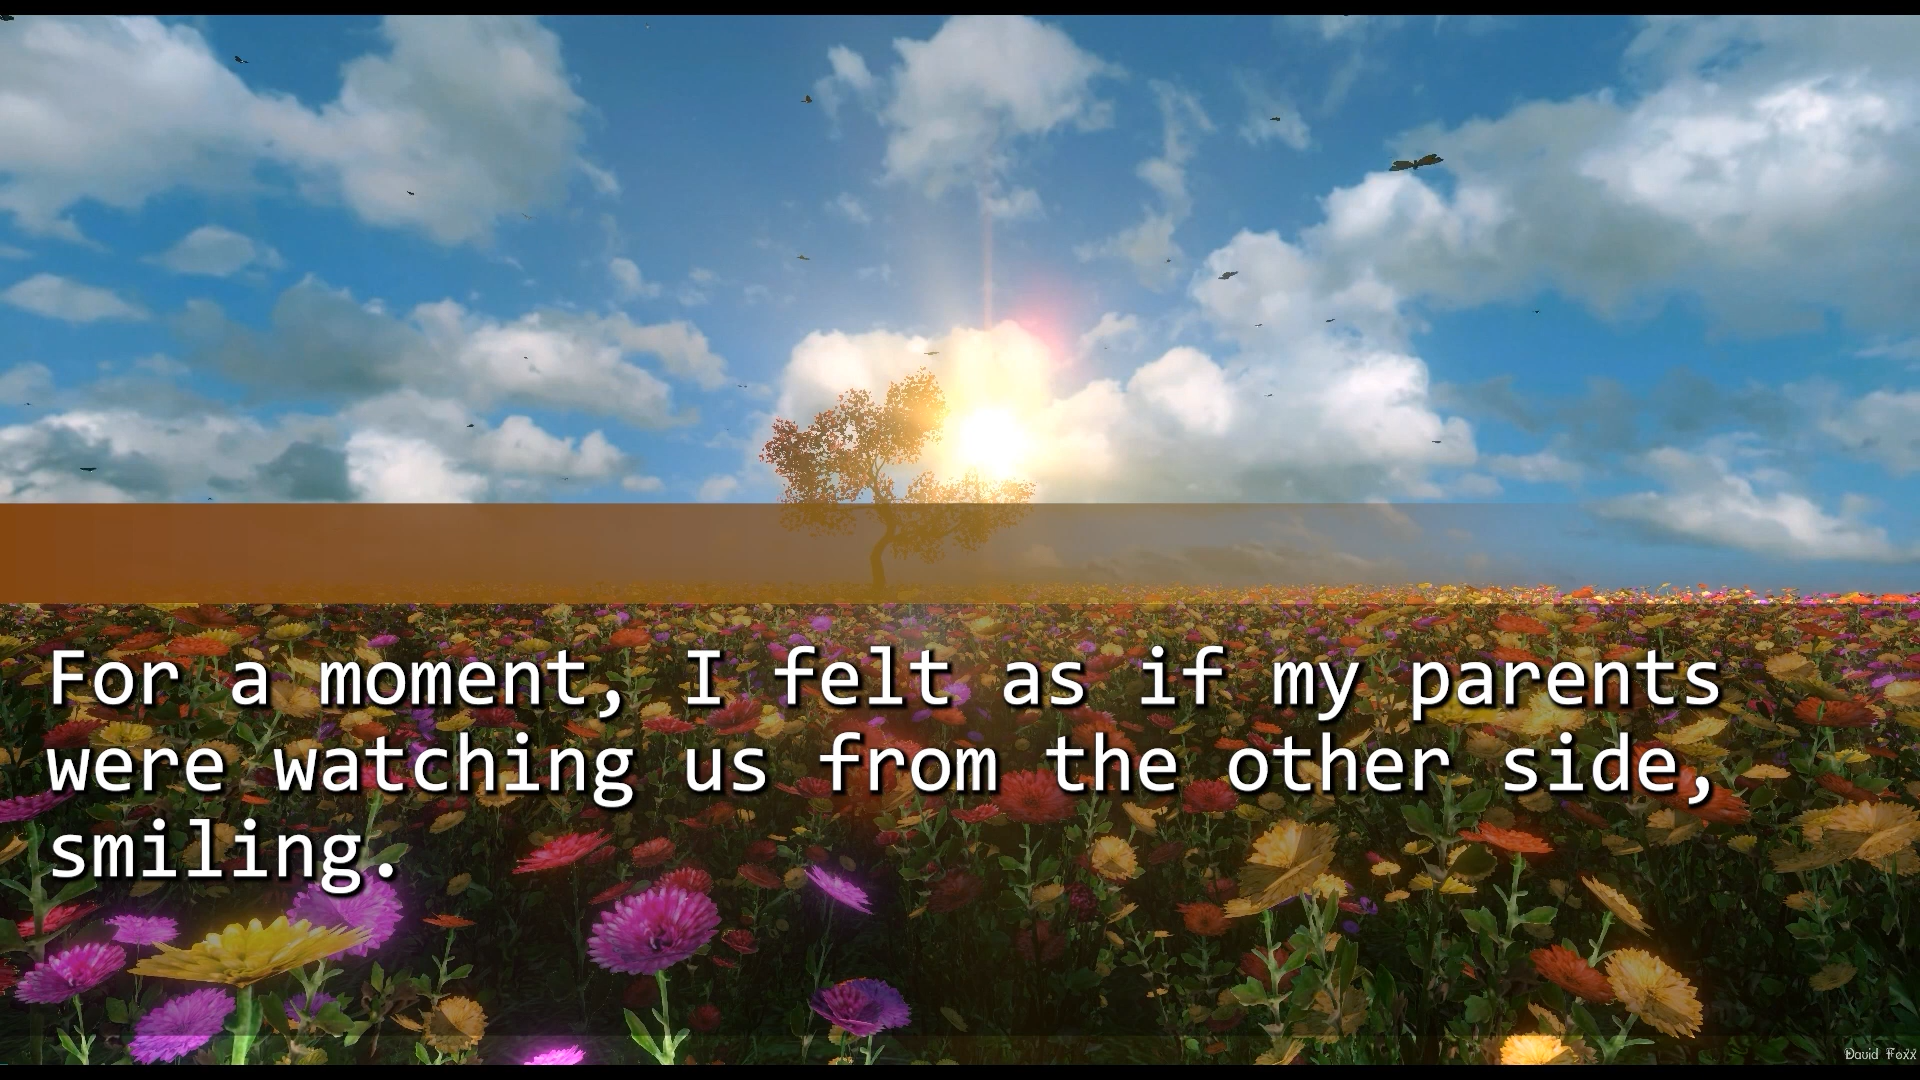 For a moment, I felt as if my parents
were watching us from the other side,
smiling.
David Foxx